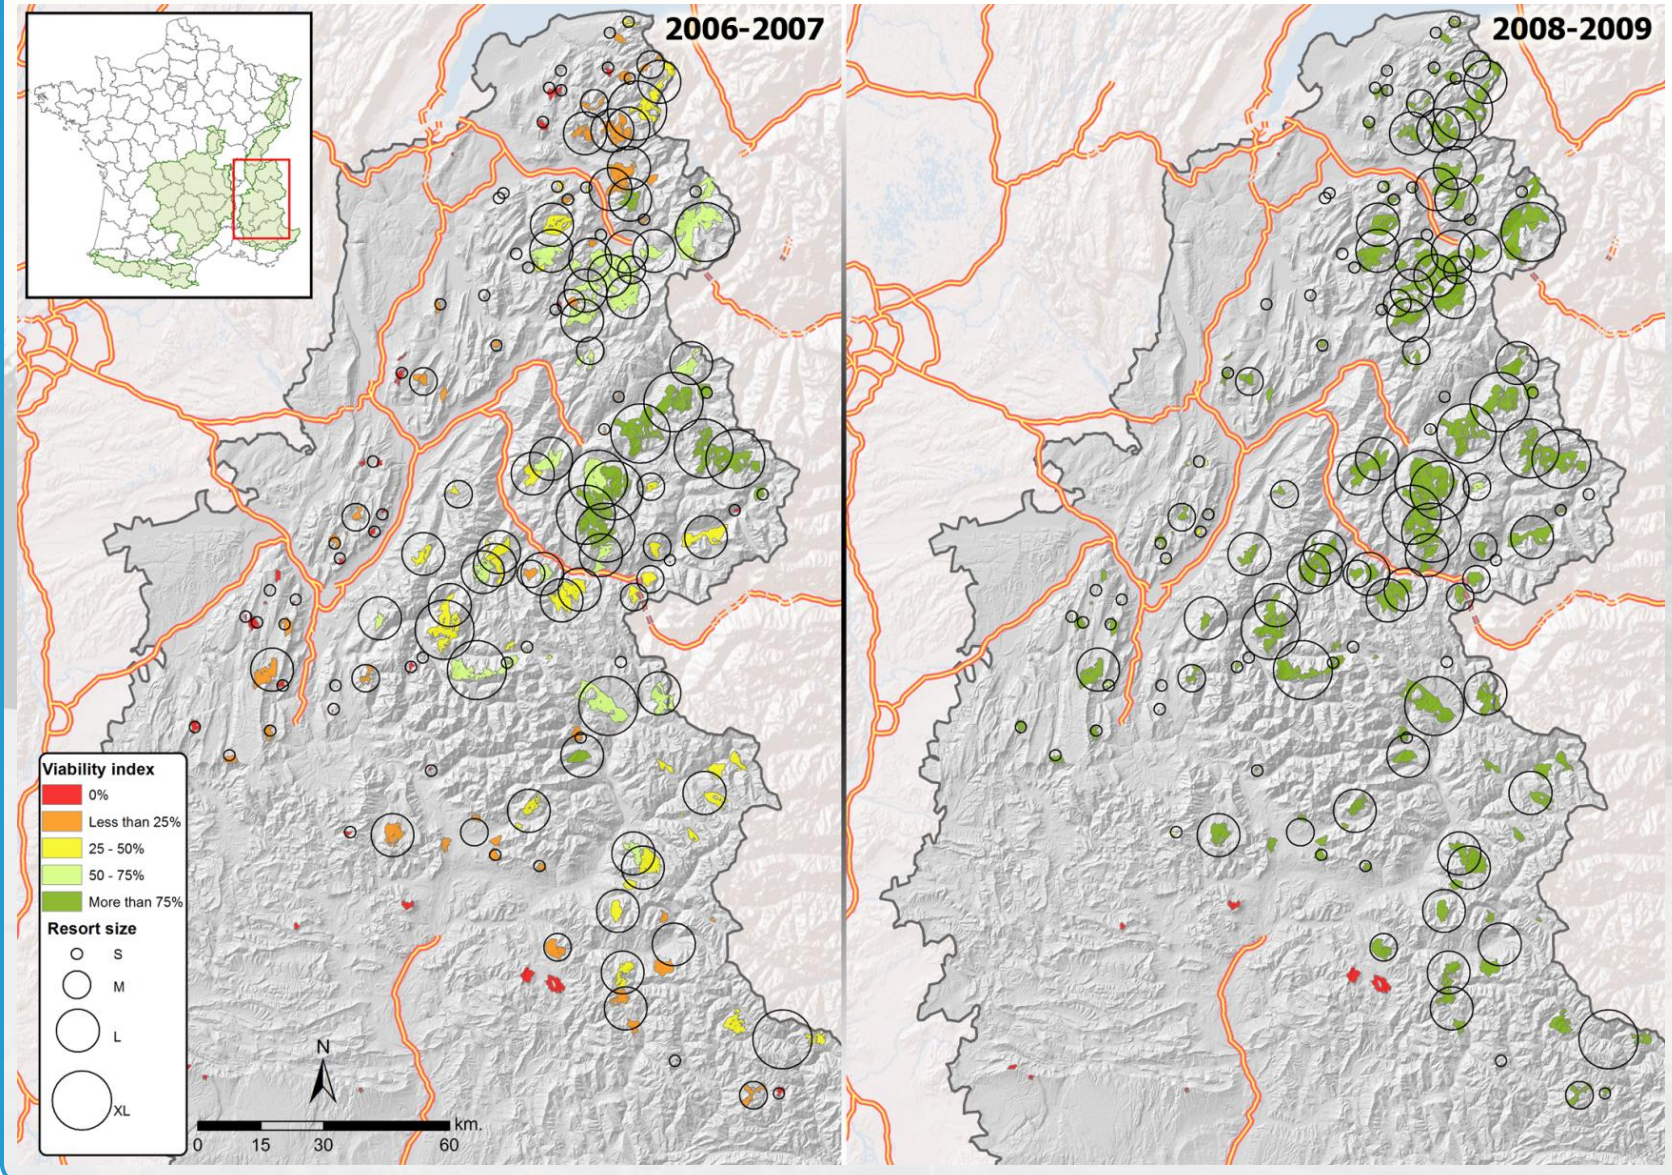 2006-2007
2008-2009
Viability index
0%
Less than 25%
25 - 50%
50 - 75%
More than 75%
Resort size
S
M
L
XL
N
km.
0 15 30 60